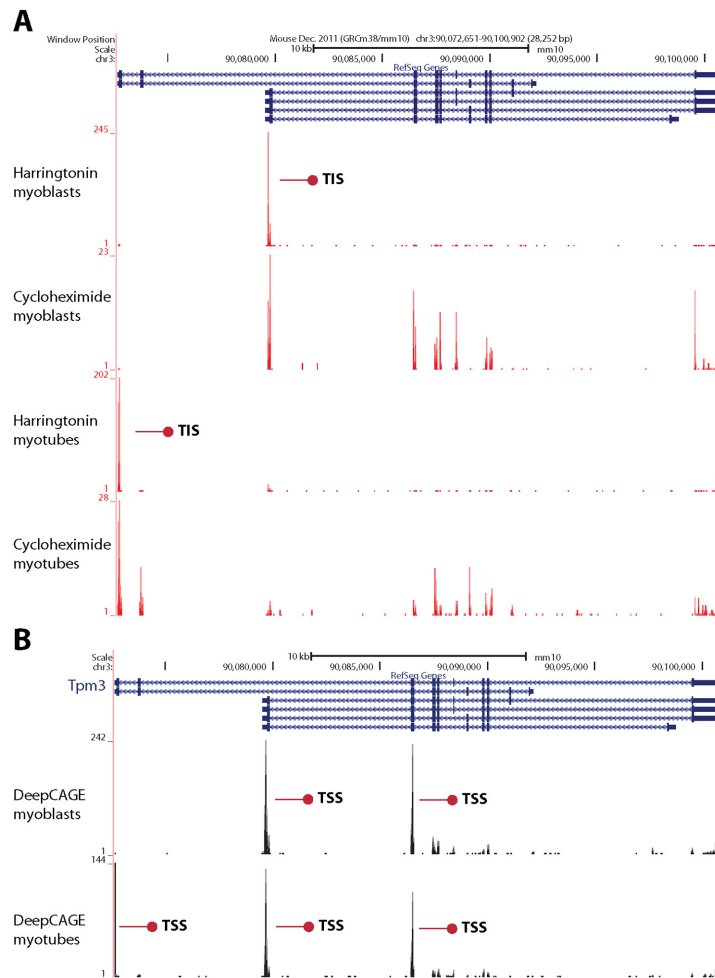 A
Window Position
Mouse Dec. 2011 (GRCm38/mm10) chr3:90,072,651-90,100,902 (28,252 bp)
Scale
10 kb
mm10
chr3:
90,080,000
90,085,000
90,090,000
90,095,000
90,100,000
RefSeq Genes
245
Harringtonin
myoblasts
TIS
1
23
Cycloheximide
myoblasts
1
202
Harringtonin
myotubes
TIS
1
28
Cycloheximide
myotubes
1
B
Scale
10 kb
mm10
chr3:
90,080,000
90,085,000
90,090,000
90,095,000
90,100,000
RefSeq Genes
Tpm3
242
DeepCAGE
myoblasts
TSS
TSS
1
144
DeepCAGE
myotubes
TSS
TSS
TSS
1